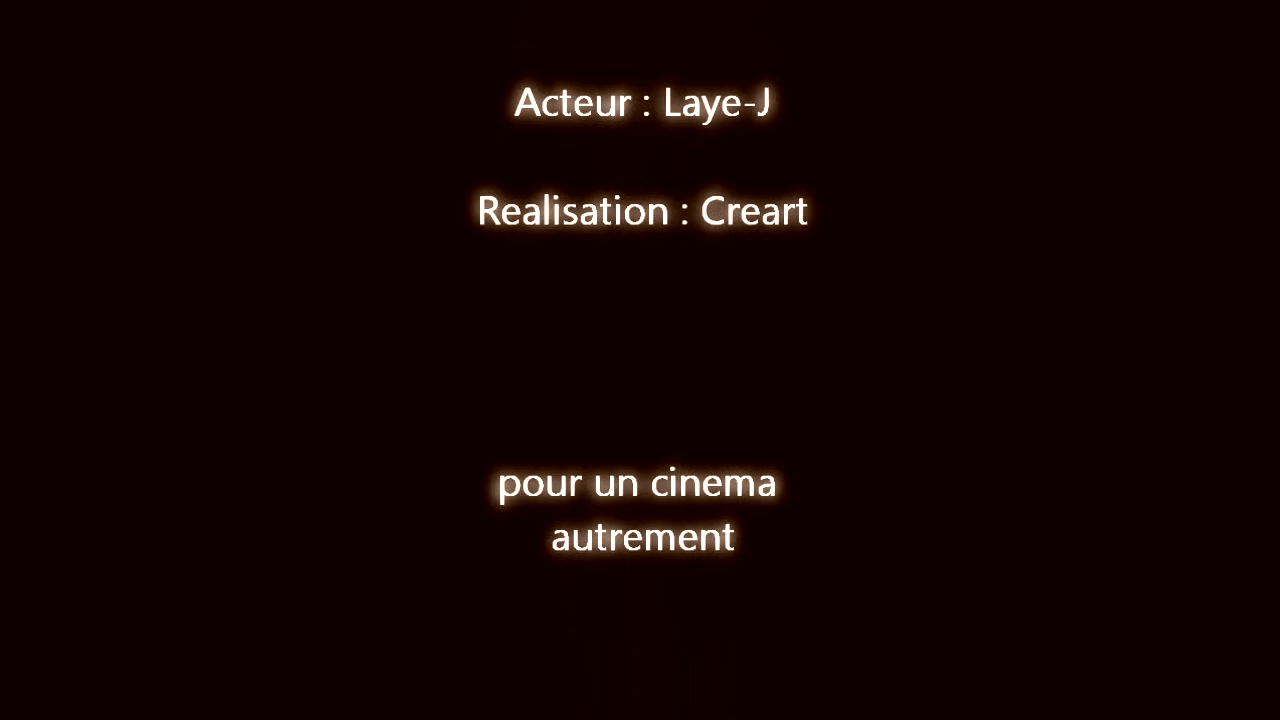 Acteur : Laye-J
Realisation : Creart
pour un cinema
autrement